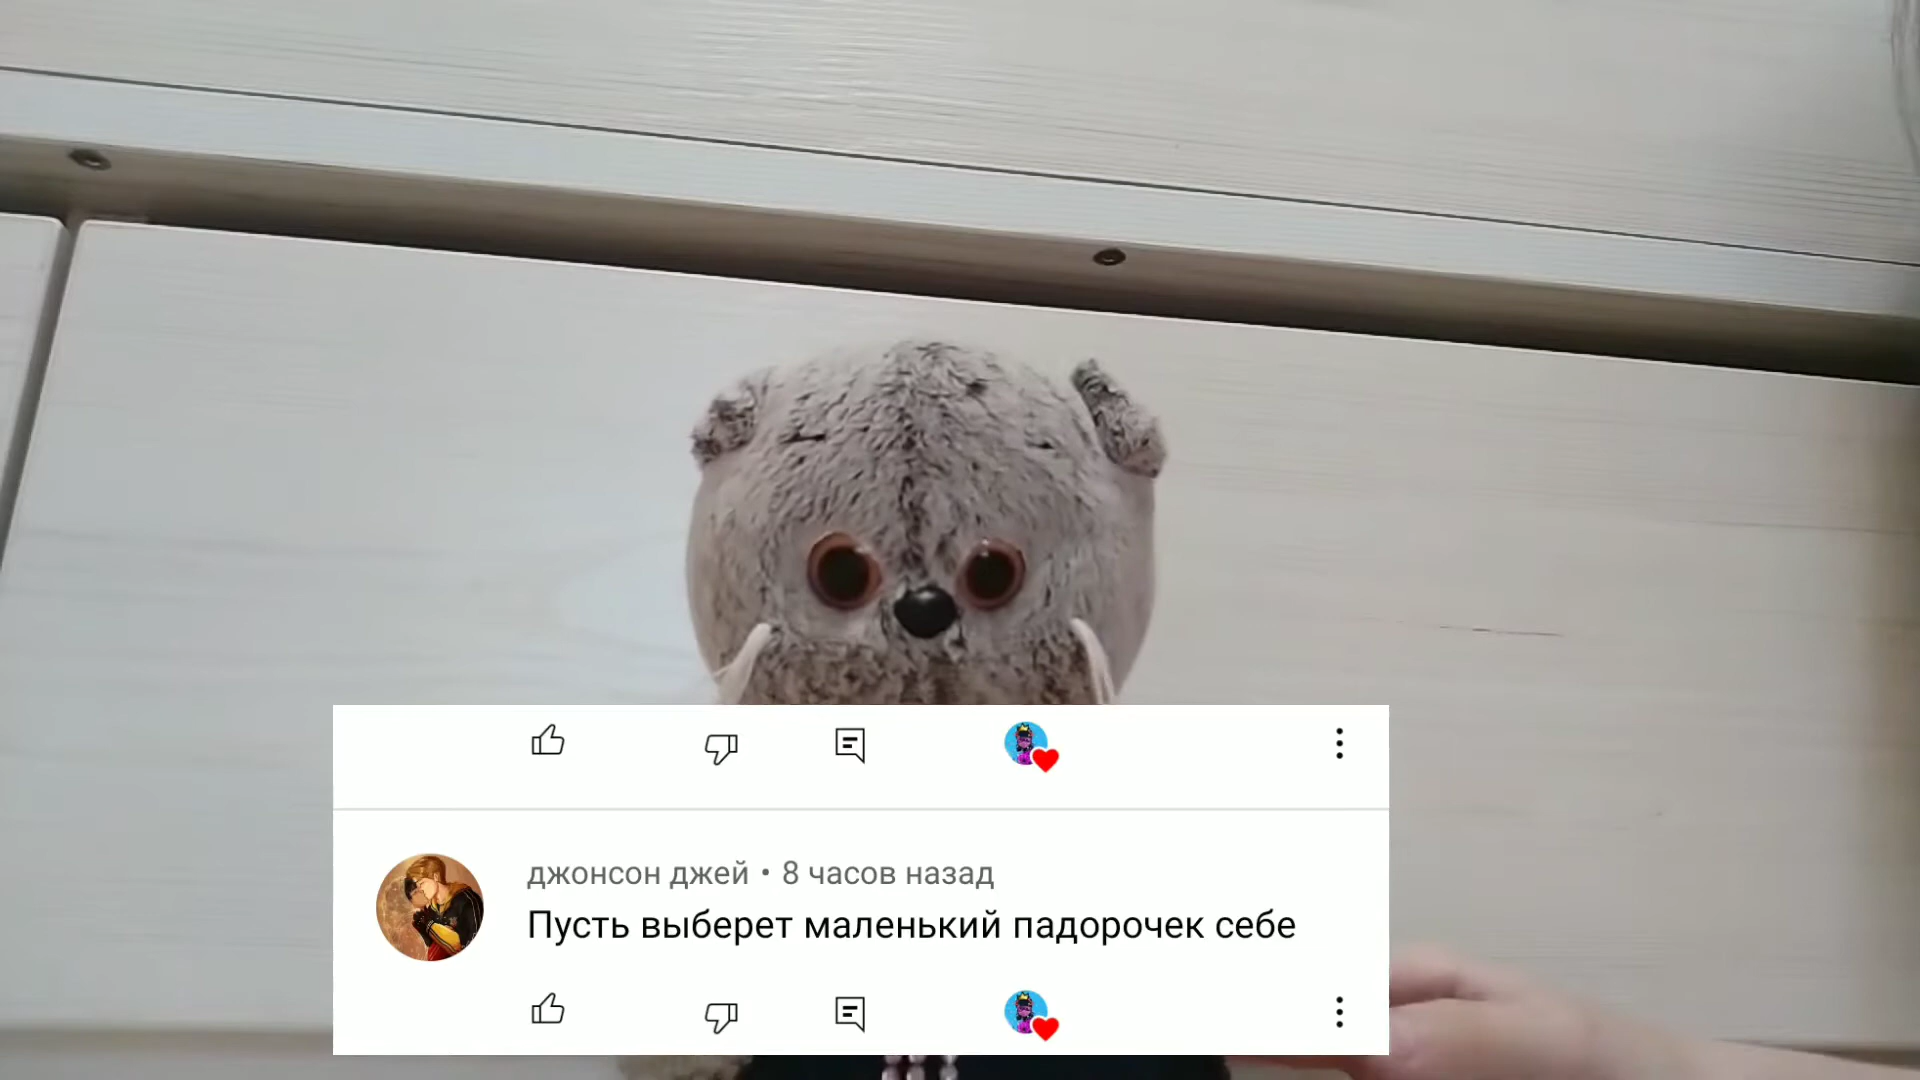 джонсон джей • 8 часов назад
Пусть выберет маленький падорочек себе